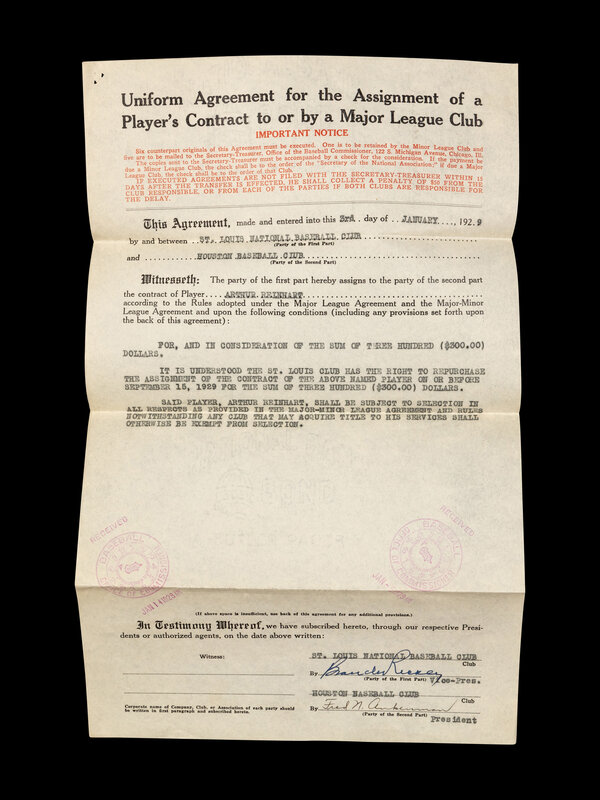 Uniform Agreement for the Assignment of a
Player's Contract to or by a Major League Club
IMPORTANT NOTICE
Six counterpart originals of this Agreement must be executed. One is to be retained by the Minor League Club and
five are to be mailed to the Secretary-Treasurer, Office of the Baseball Commissioner, 122 S. Michigan Avenue, Chicago, Ill.
The copies sent to the Secretary-Treasurer must be accompanied by a check for the consideration. If the payment be
due a Minor League Club, the check shall be to the order of the "Secretary of the National Association;" if due a Major
League Club, the check shall be to the order of that Club.
IF EXECUTED AGREEMENTS ARE NOT FILED WITH THE SECRETARY-TREASURER WITHIN 15
DAYS AFTER THE TRANSFER IS EFFECTED, HE SHALL COLLECT A PENALTY OF $50 FROM THE
CLUB RESPONSIBLE, OR FROM EACH OF THE PARTIES IF BOTH CLUBS ARE RESPONSIBLE FOR
THE DELAY.
This Agreement, made and entered into this 3rd. day of JANUARY, 1929
by and between ST. LOUIS NATIONAL BASEBALL CLUB
(Party of the First Part)
and HOUSTON BASEBALL CLUB
(Party of the Second Part)
Witnesseth: The party of the first part hereby assigns to the party of the second part
the contract of Player ARTHUR REINHART
according to the Rules adopted under the Major League Agreement and the Major-Minor
League Agreement and upon the following conditions (including any provisions set forth upon
the back of this agreement):
FOR, AND IN CONSIDERATION OF THE SUM OF THREE HUNDRED ($300.00)
DOLLARS.
IT IS UNDERSTOOD THE ST. LOUIS CLUB HAS THE RIGHT TO REPURCHASE
THE ASSIGNMENT OF THE CONTRACT OF THE ABOVE NAMED PLAYER ON OR BEFORE
SEPTEMBER 15, 1929 FOR THE SUM OF THREE HUNDRED ($300.00) DOLLARS.
SAID PLAYER, ARTHUR REINHART, SHALL BE SUBJECT TO SELECTION IN
ALL RESPECTS AS PROVIDED IN THE MAJOR-MINOR LEAGUE AGREEMENT AND RULES
NOTWITHSTANDING ANY CLUB THAT MAY ACQUIRE TITLE TO HIS SERVICES SHALL
OTHERWISE BE EXEMPT FROM SELECTION.
RECEIVED
BASEBALL
RECEIVED
BASEBALL
(If above space is insufficient, use back of this agreement for any additional provisions.)
In Testimony Whereof, we have subscribed hereto, through our respective Presi-
dents or authorized agents, on the date above written:
Witness:
ST. LOUIS NATIONAL BASEBALL CLUB
Club
By Branch Rickey
(Party of the First Part) Vice-Pres.
HOUSTON BASEBALL CLUB
Club
Corporate name of Company, Club, or Association of each party should
be written in first paragraph and subscribed hereto.
By Fred N. Ankenman
(Party of the Second Part)
President